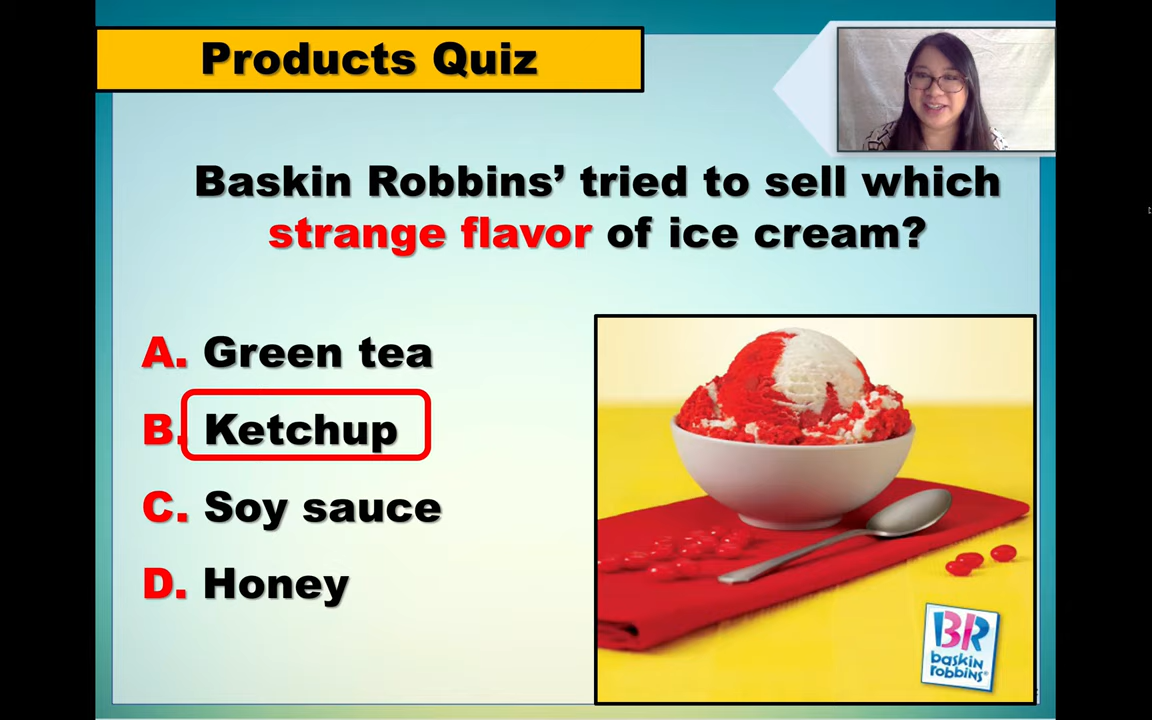 Products Quiz
Baskin Robbins’ tried to sell which
strange flavor of ice cream?
A. Green tea
B. Ketchup
C. Soy sauce
D. Honey
BR
baskin
robbins